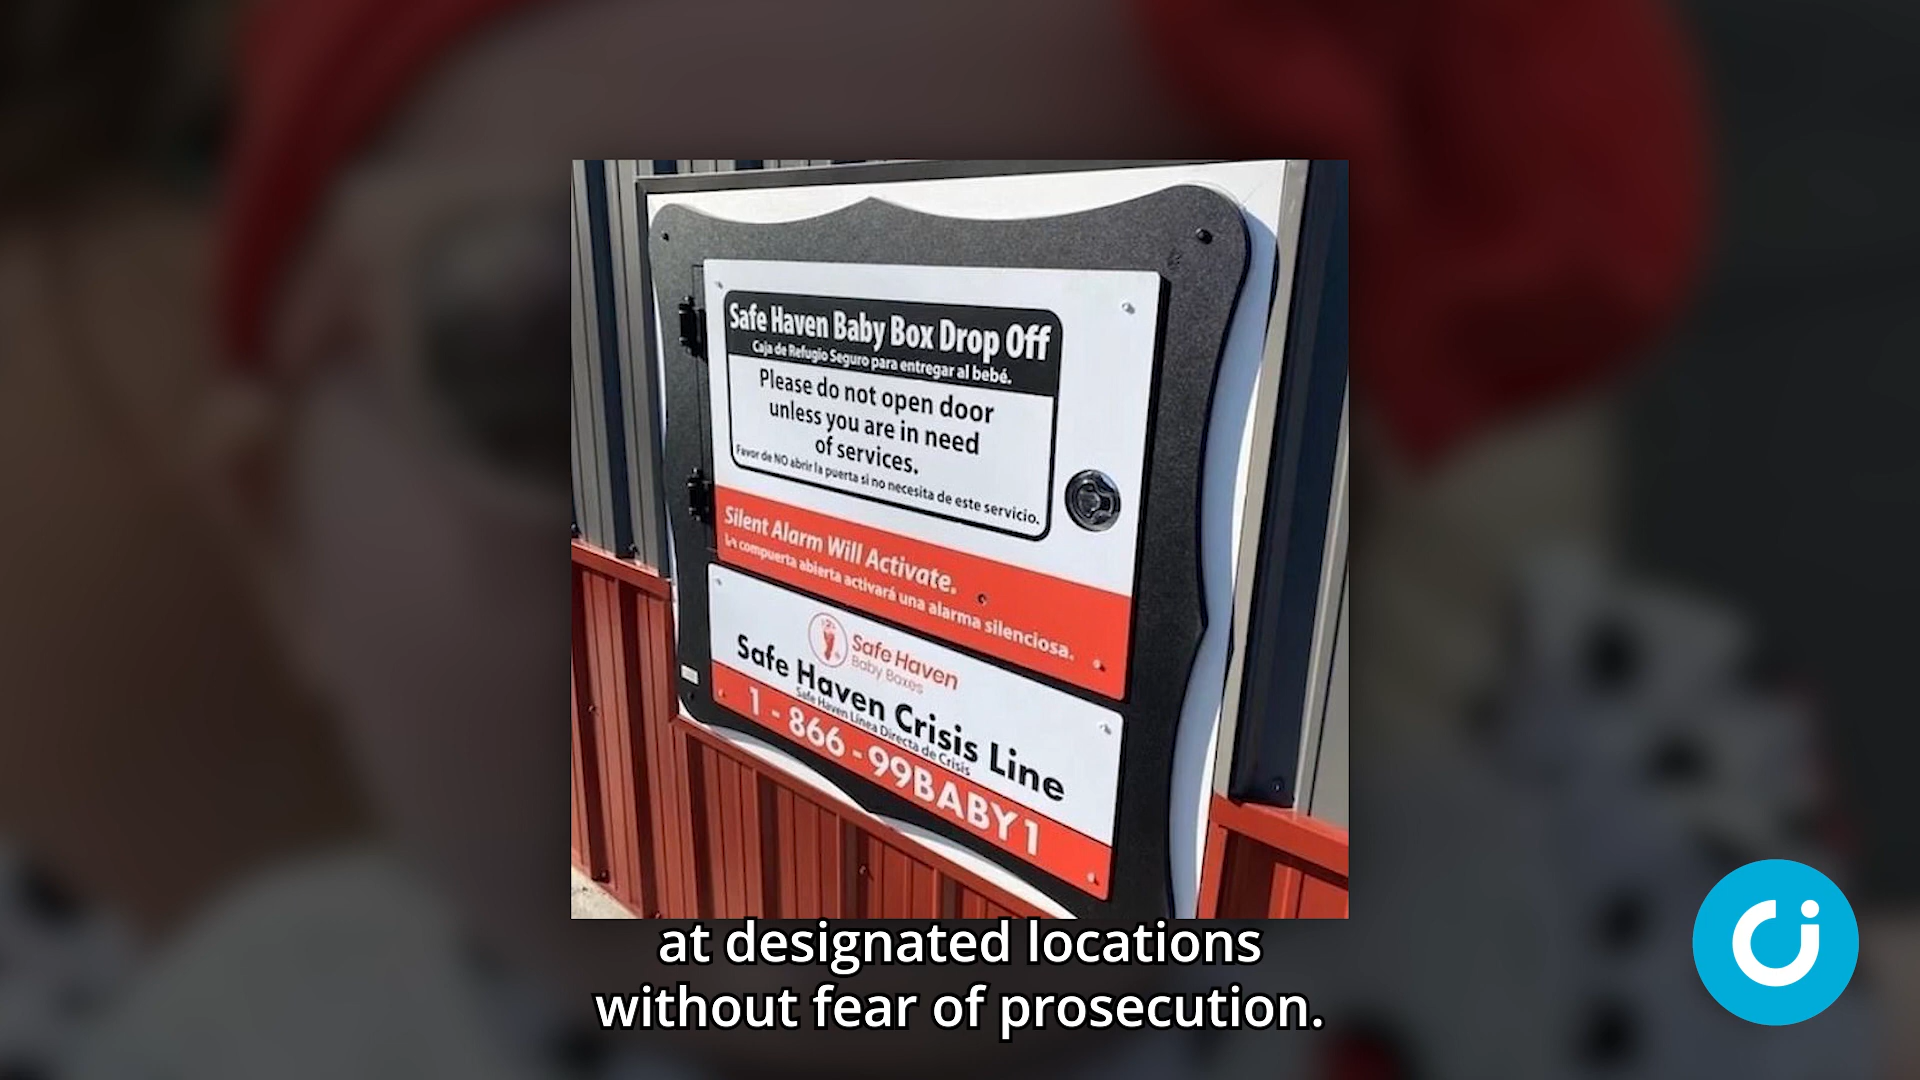 Safe Haven Baby Box Drop Off
Caja de Refugio Seguro para entregar al bebé.
Please do not open door
unless you are in need
of services.
Favor de NO abrir la puerta si no necesita de este servicio.
Silent Alarm Will Activate.
La compuerta abierta activará una alarma silenciosa.
Safe Haven
Baby Boxes
Safe Haven Crisis Line
Safe Haven Línea Directa de Crisis
1 - 866 - 99BABY1
at designated locations
without fear of prosecution.